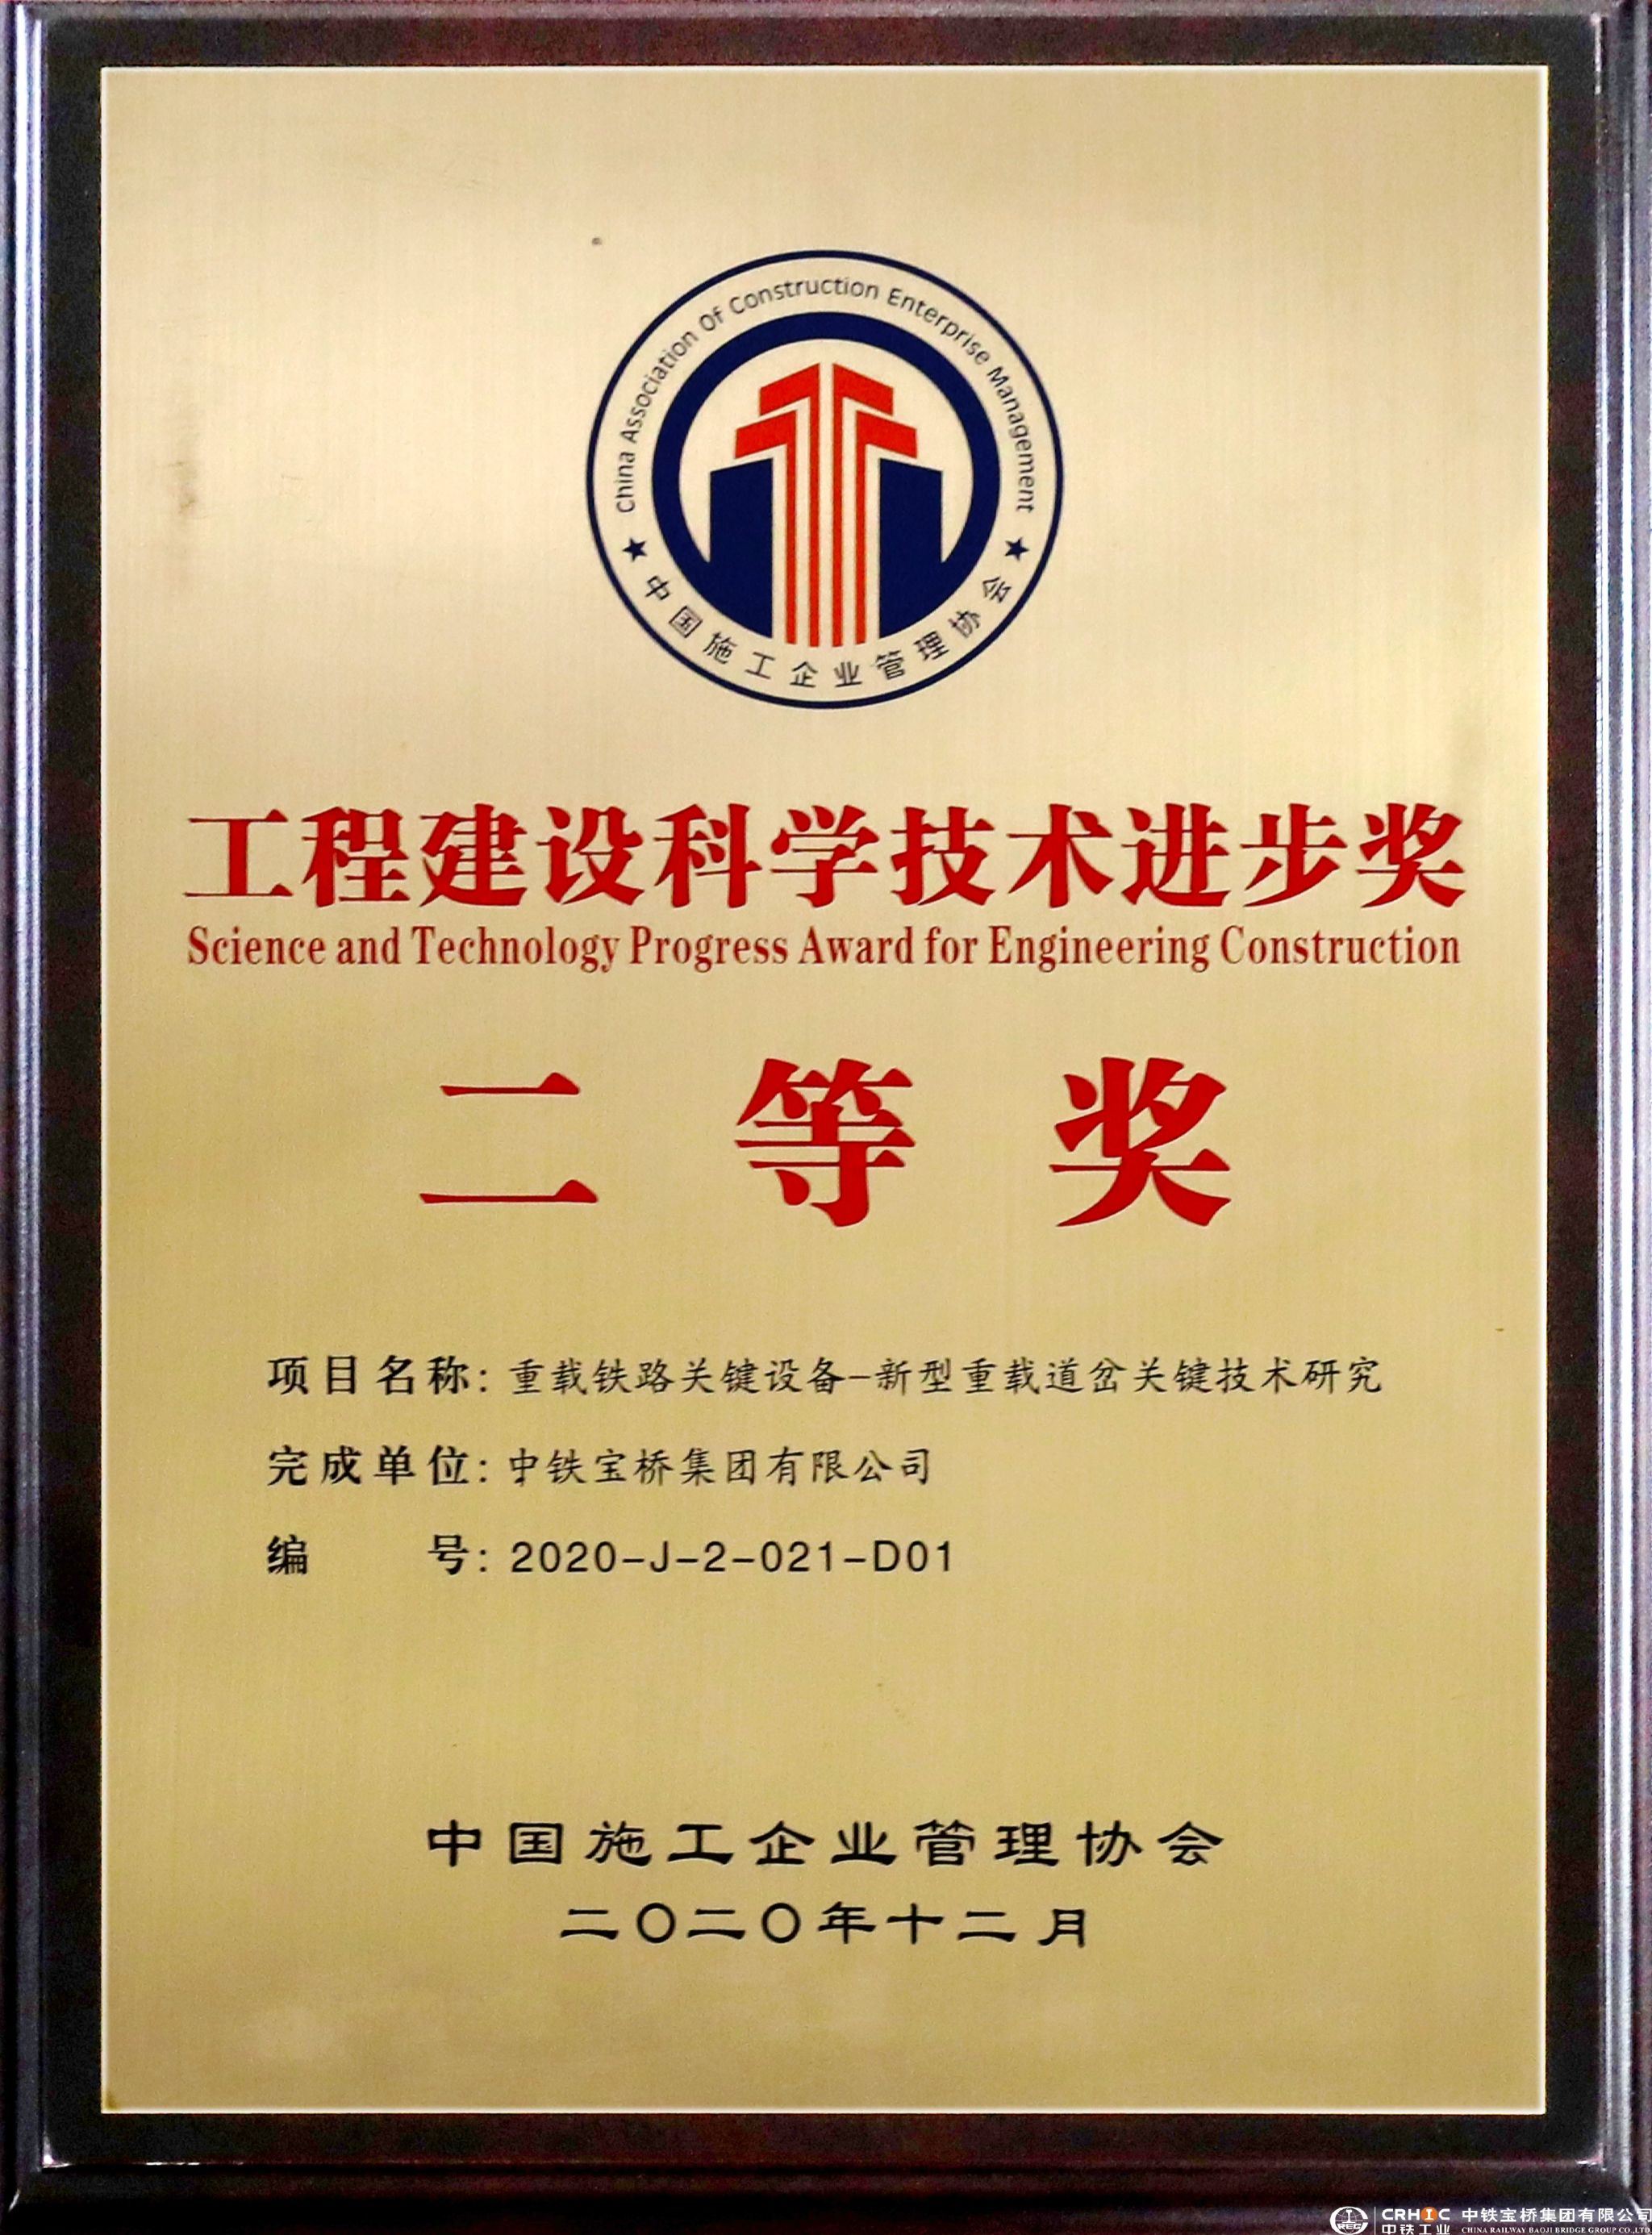 China Association Of Construction Enterprise Management
★ 中国施工企业管理协会 ★
工程建设科学技术进步奖
Science and Technology Progress Award for Engineering Construction
二等奖
项目名称：重载铁路关键设备-新型重载道岔关键技术研究
完成单位：中铁宝桥集团有限公司
编 号：2020-J-2-021-D01
中国施工企业管理协会
二〇二〇年十二月
CRHIC 中铁宝桥集团有限公司
中铁工业 CHINA RAILWAY BAOJI BRIDGE GROUP CO.